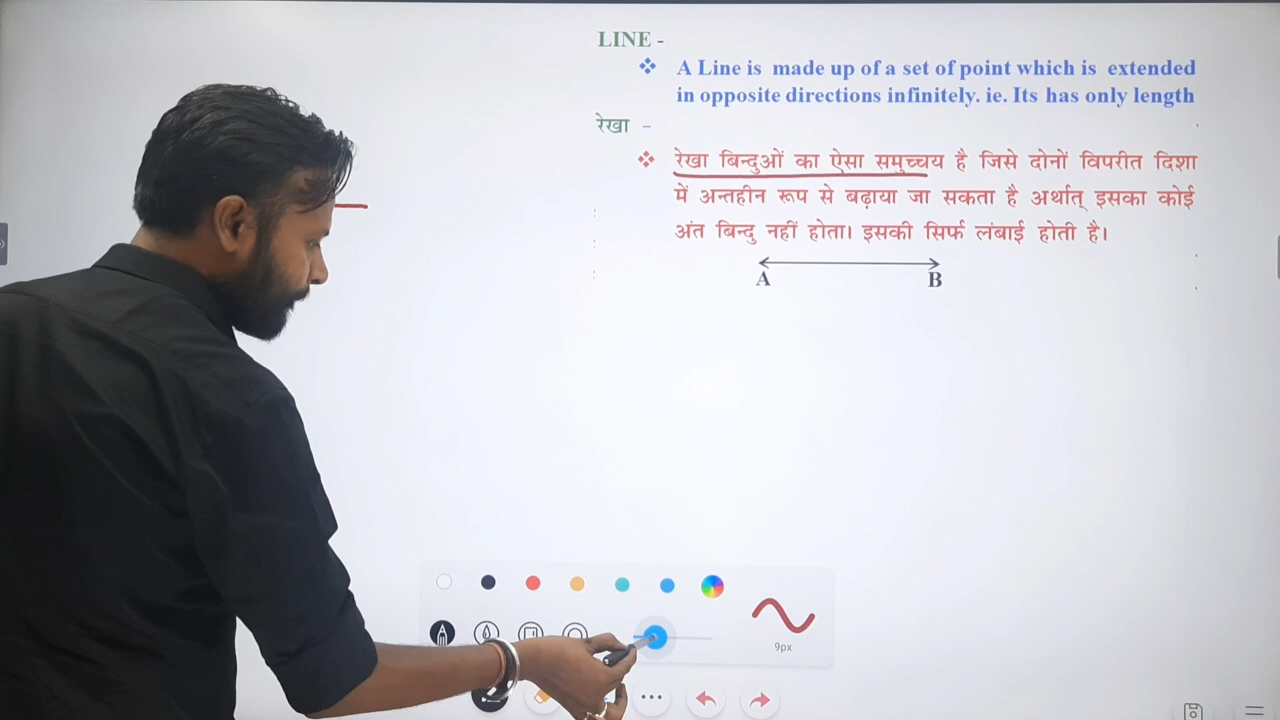 LINE -
❖ A Line is made up of a set of point which is extended
in opposite directions infinitely. ie. Its has only length
रेखा -
❖ रेखा बिन्दुओं का ऐसा समुच्चय है जिसे दोनों विपरीत दिशा
में अन्तहीन रूप से बढ़ाया जा सकता है अर्थात् इसका कोई
अंत बिन्दु नहीं होता। इसकी सिर्फ लंबाई होती है।
A B
9px